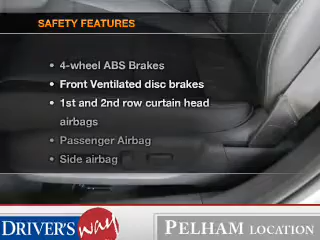 SAFETY FEATURES
• 4-wheel ABS Brakes
• Front Ventilated disc brakes
• 1st and 2nd row curtain head
airbags
• Passenger Airbag
• Side airbag
DRIVER'S way
PELHAM LOCATION